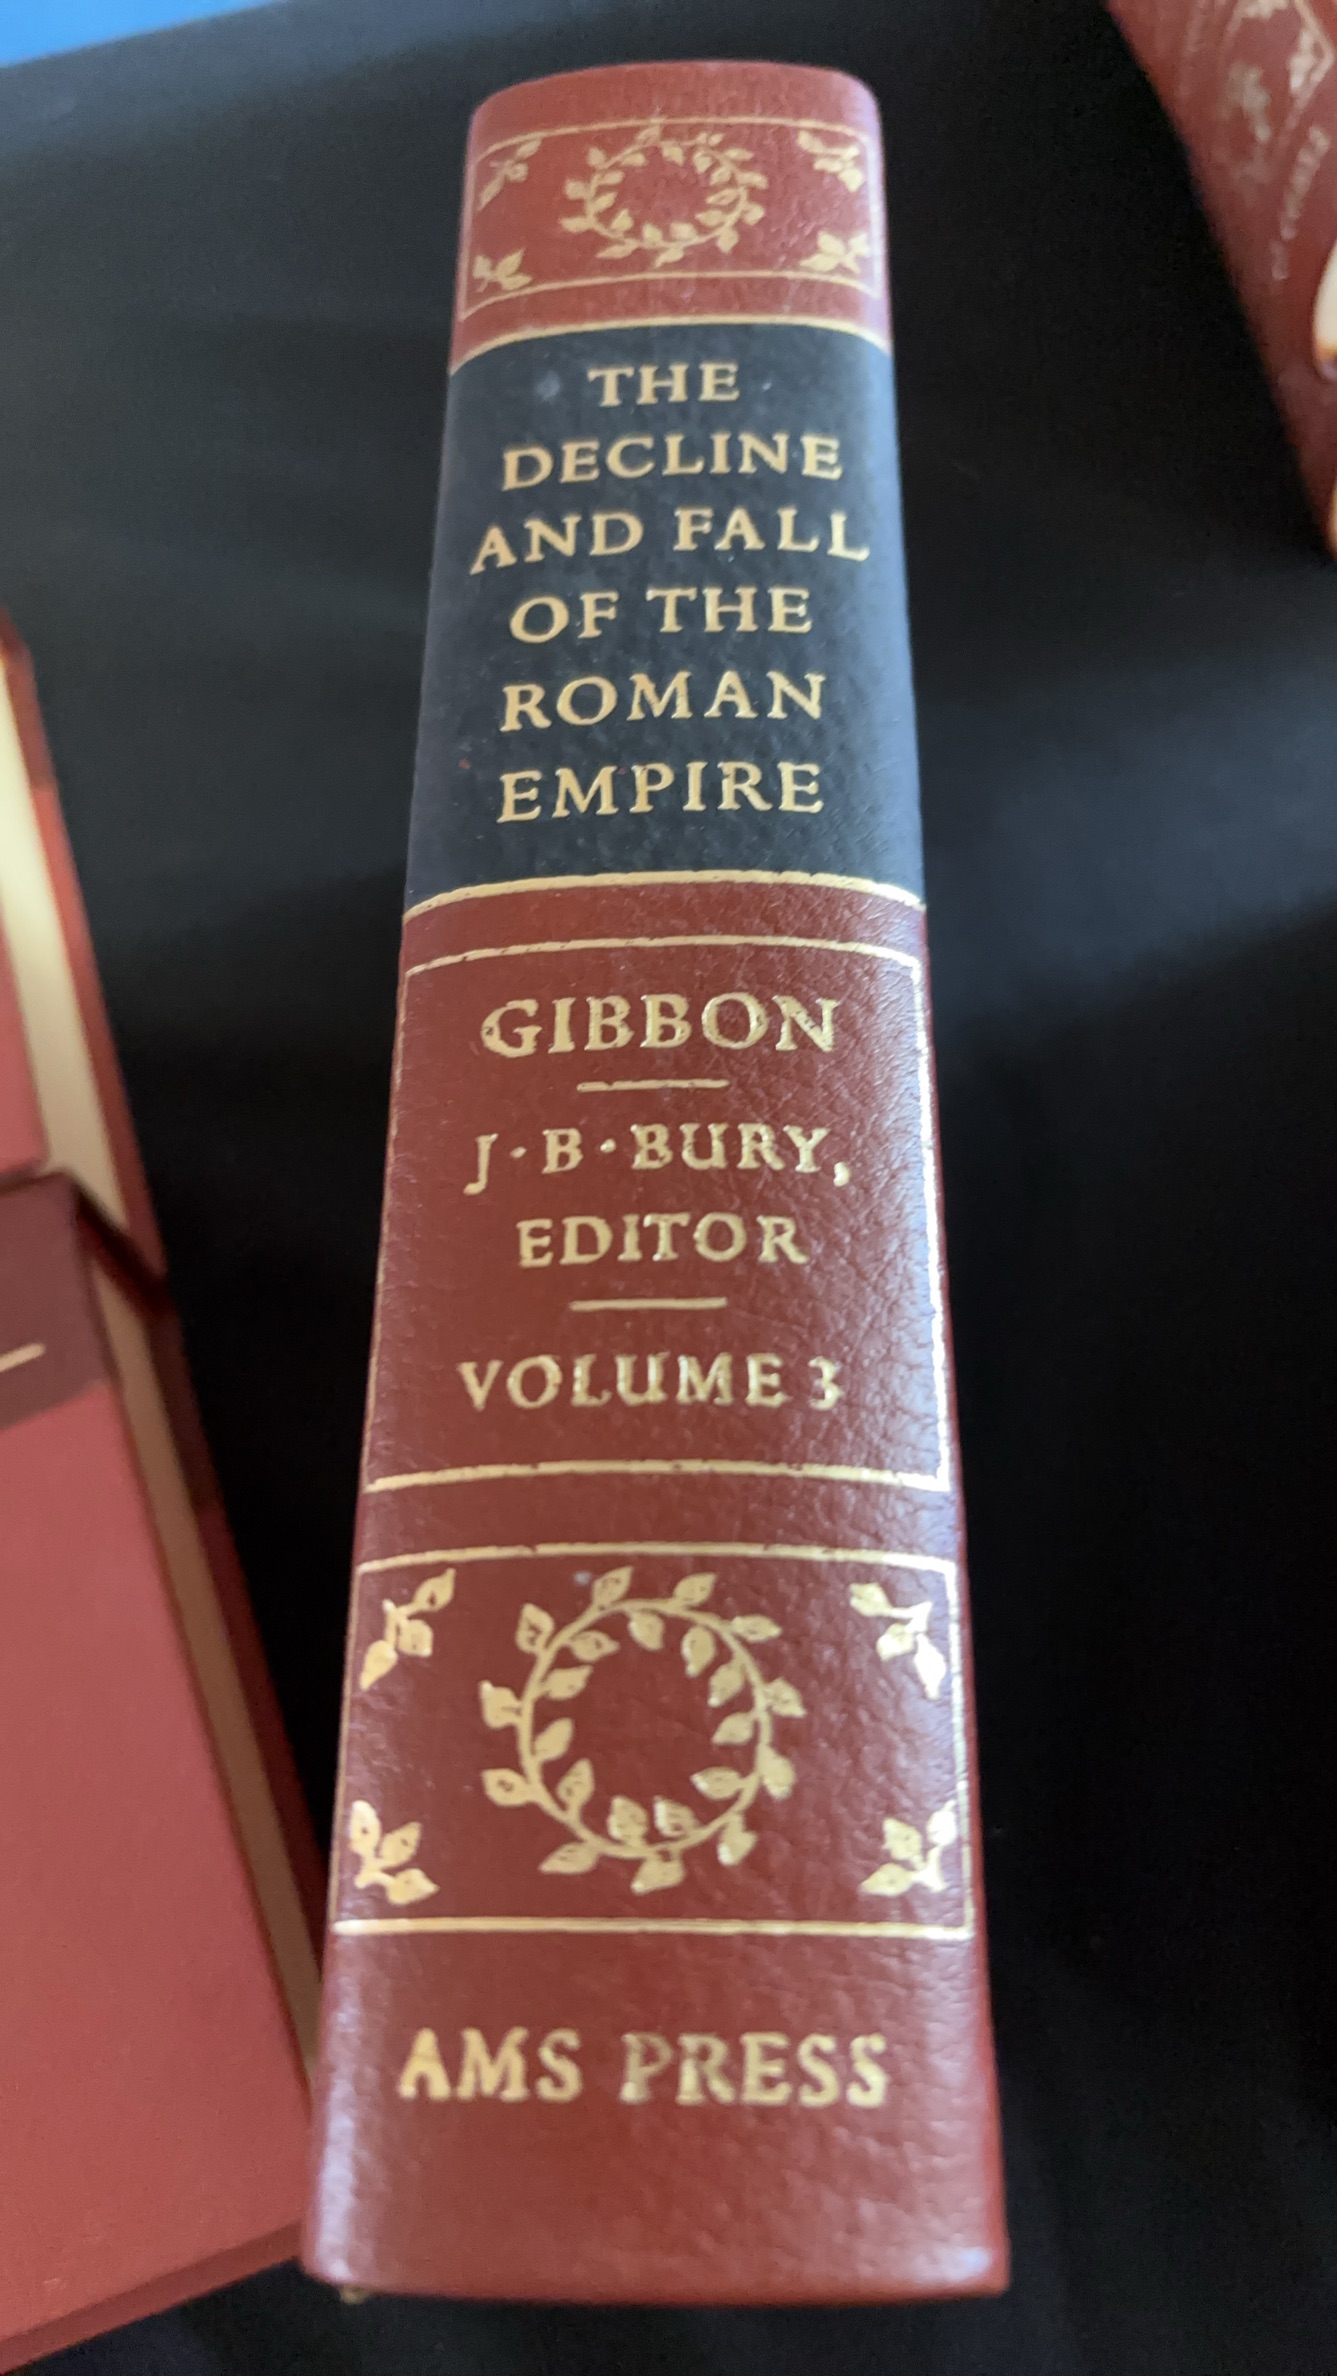 THE
DECLINE
AND FALL
OF THE
ROMAN
EMPIRE
GIBBON
J·B·BURY,
EDITOR
VOLUME 3
AMS PRESS